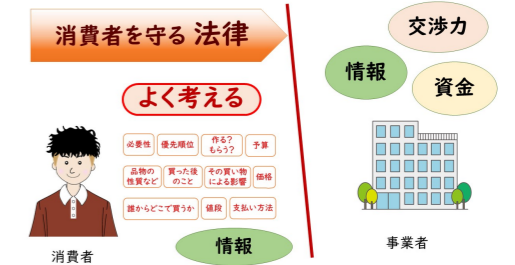 消費者を守る 法律
よく考える
必要性 優先順位 作る?もらう? 予算
品物の性質など 買った後のこと その買い物による影響 価格
誰からどこで買うか 値段 支払い方法
情報
消費者
交渉力
情報
資金
事業者